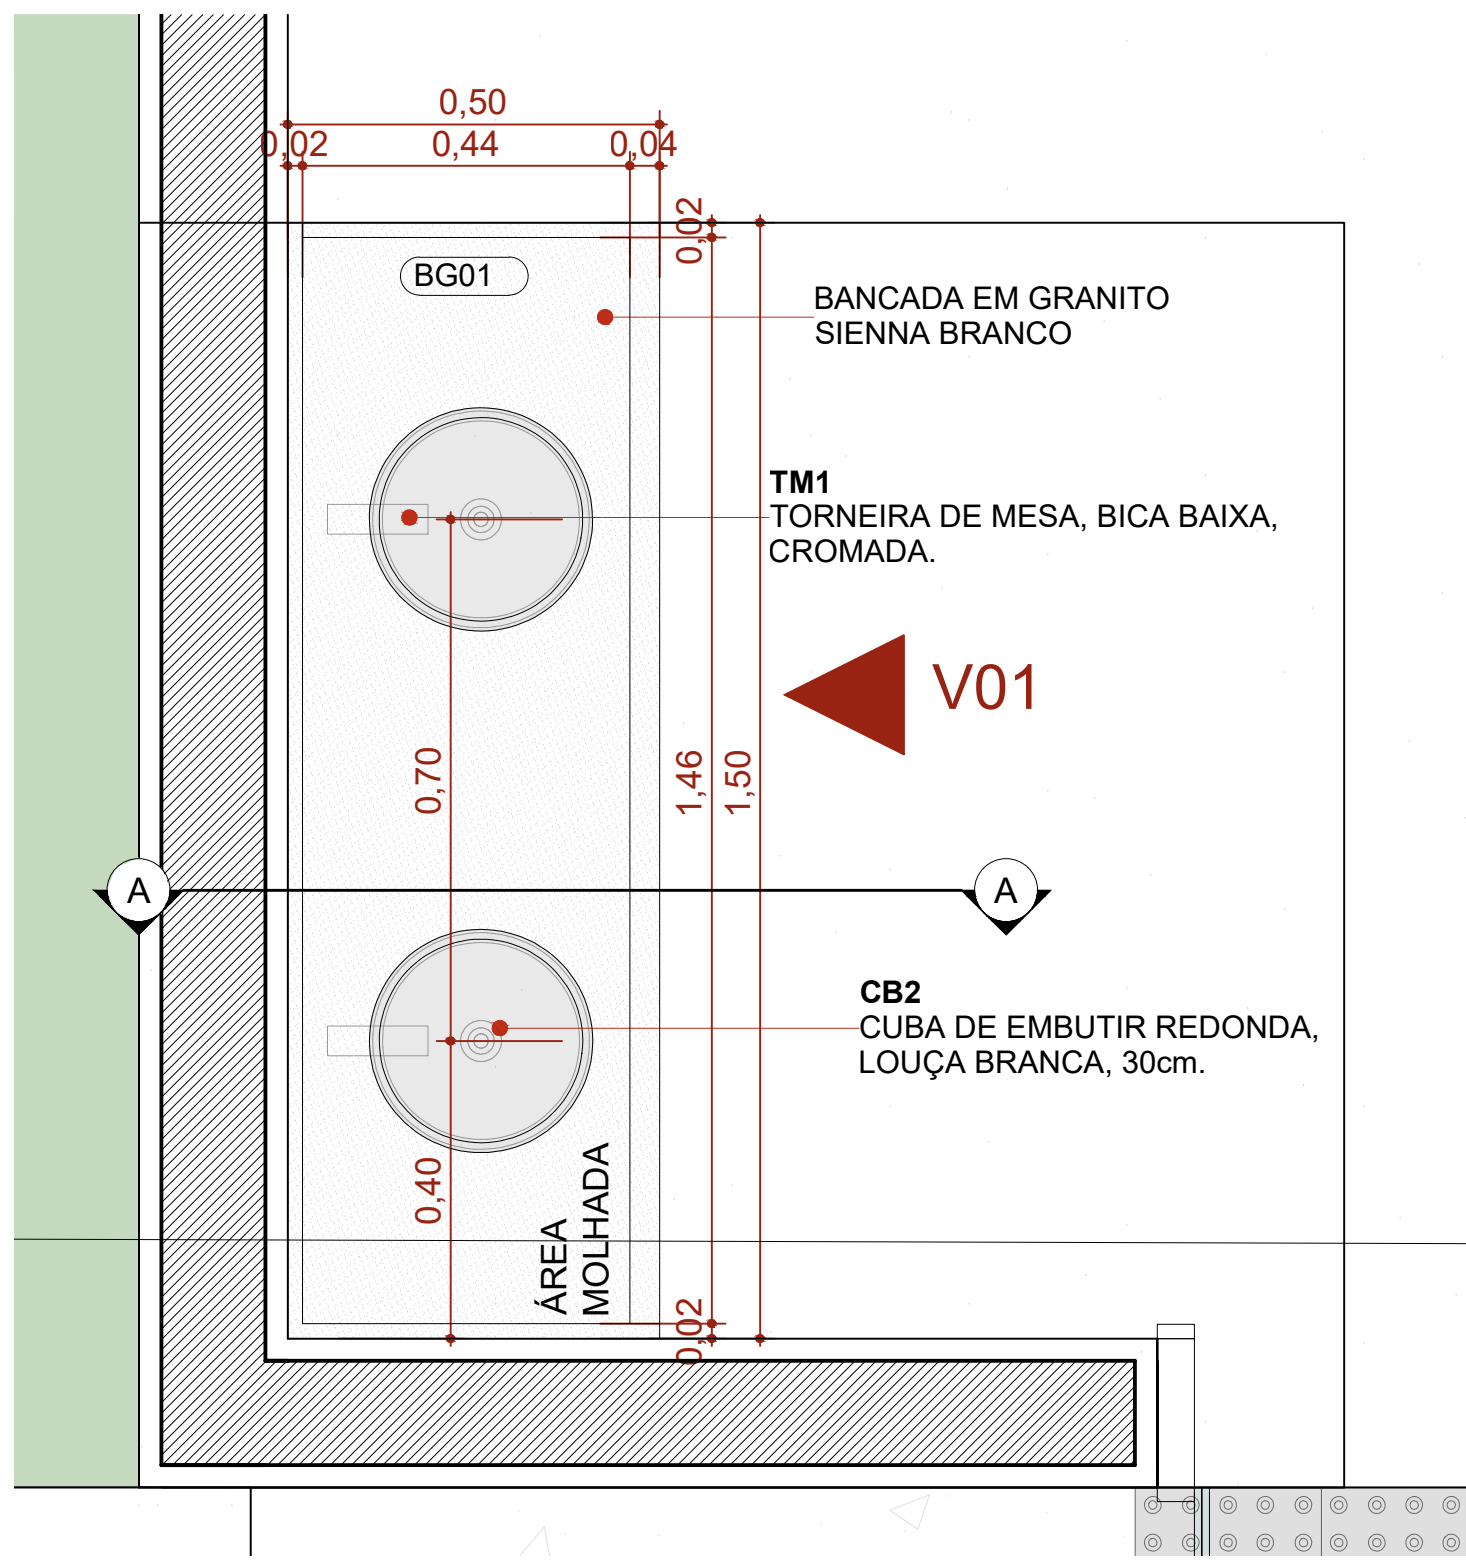 0,50
0,02
0,44
0,04
0,02
BG01
BANCADA EM GRANITO
SIENNA BRANCO
TM1
TORNEIRA DE MESA, BICA BAIXA,
CROMADA.
V01
0,70
1,46
1,50
A
A
CB2
CUBA DE EMBUTIR REDONDA,
LOUÇA BRANCA, 30cm.
0,40
ÁREA
MOLHADA
0,02